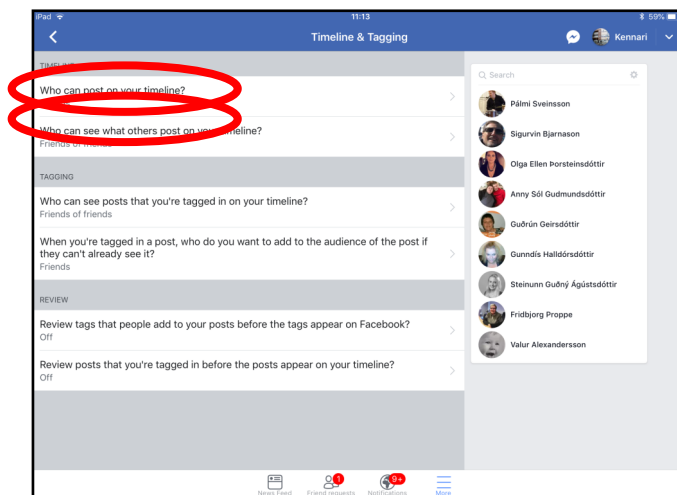 iPad
11:13
59%
Timeline & Tagging
Kennari
TIMELINE
Who can post on your timeline?
Who can see what others post on your timeline?
Friends of friends
TAGGING
Who can see posts that you're tagged in on your timeline?
Friends of friends
When you're tagged in a post, who do you want to add to the audience of the post if
they can't already see it?
Friends
REVIEW
Review tags that people add to your posts before the tags appear on Facebook?
Off
Review posts that you're tagged in before the posts appear on your timeline?
Off
Search
Pálmi Sveinsson
Sigurvin Bjarnason
Olga Ellen Þorsteinsdóttir
Anny Sól Gudmundsdóttir
Guðrún Geirsdóttir
Gunndís Halldórsdóttir
Steinunn Guðný Ágústsdóttir
Fridbjorg Proppe
Valur Alexandersson
1
9+
News Feed
Friend requests
Notifications
More